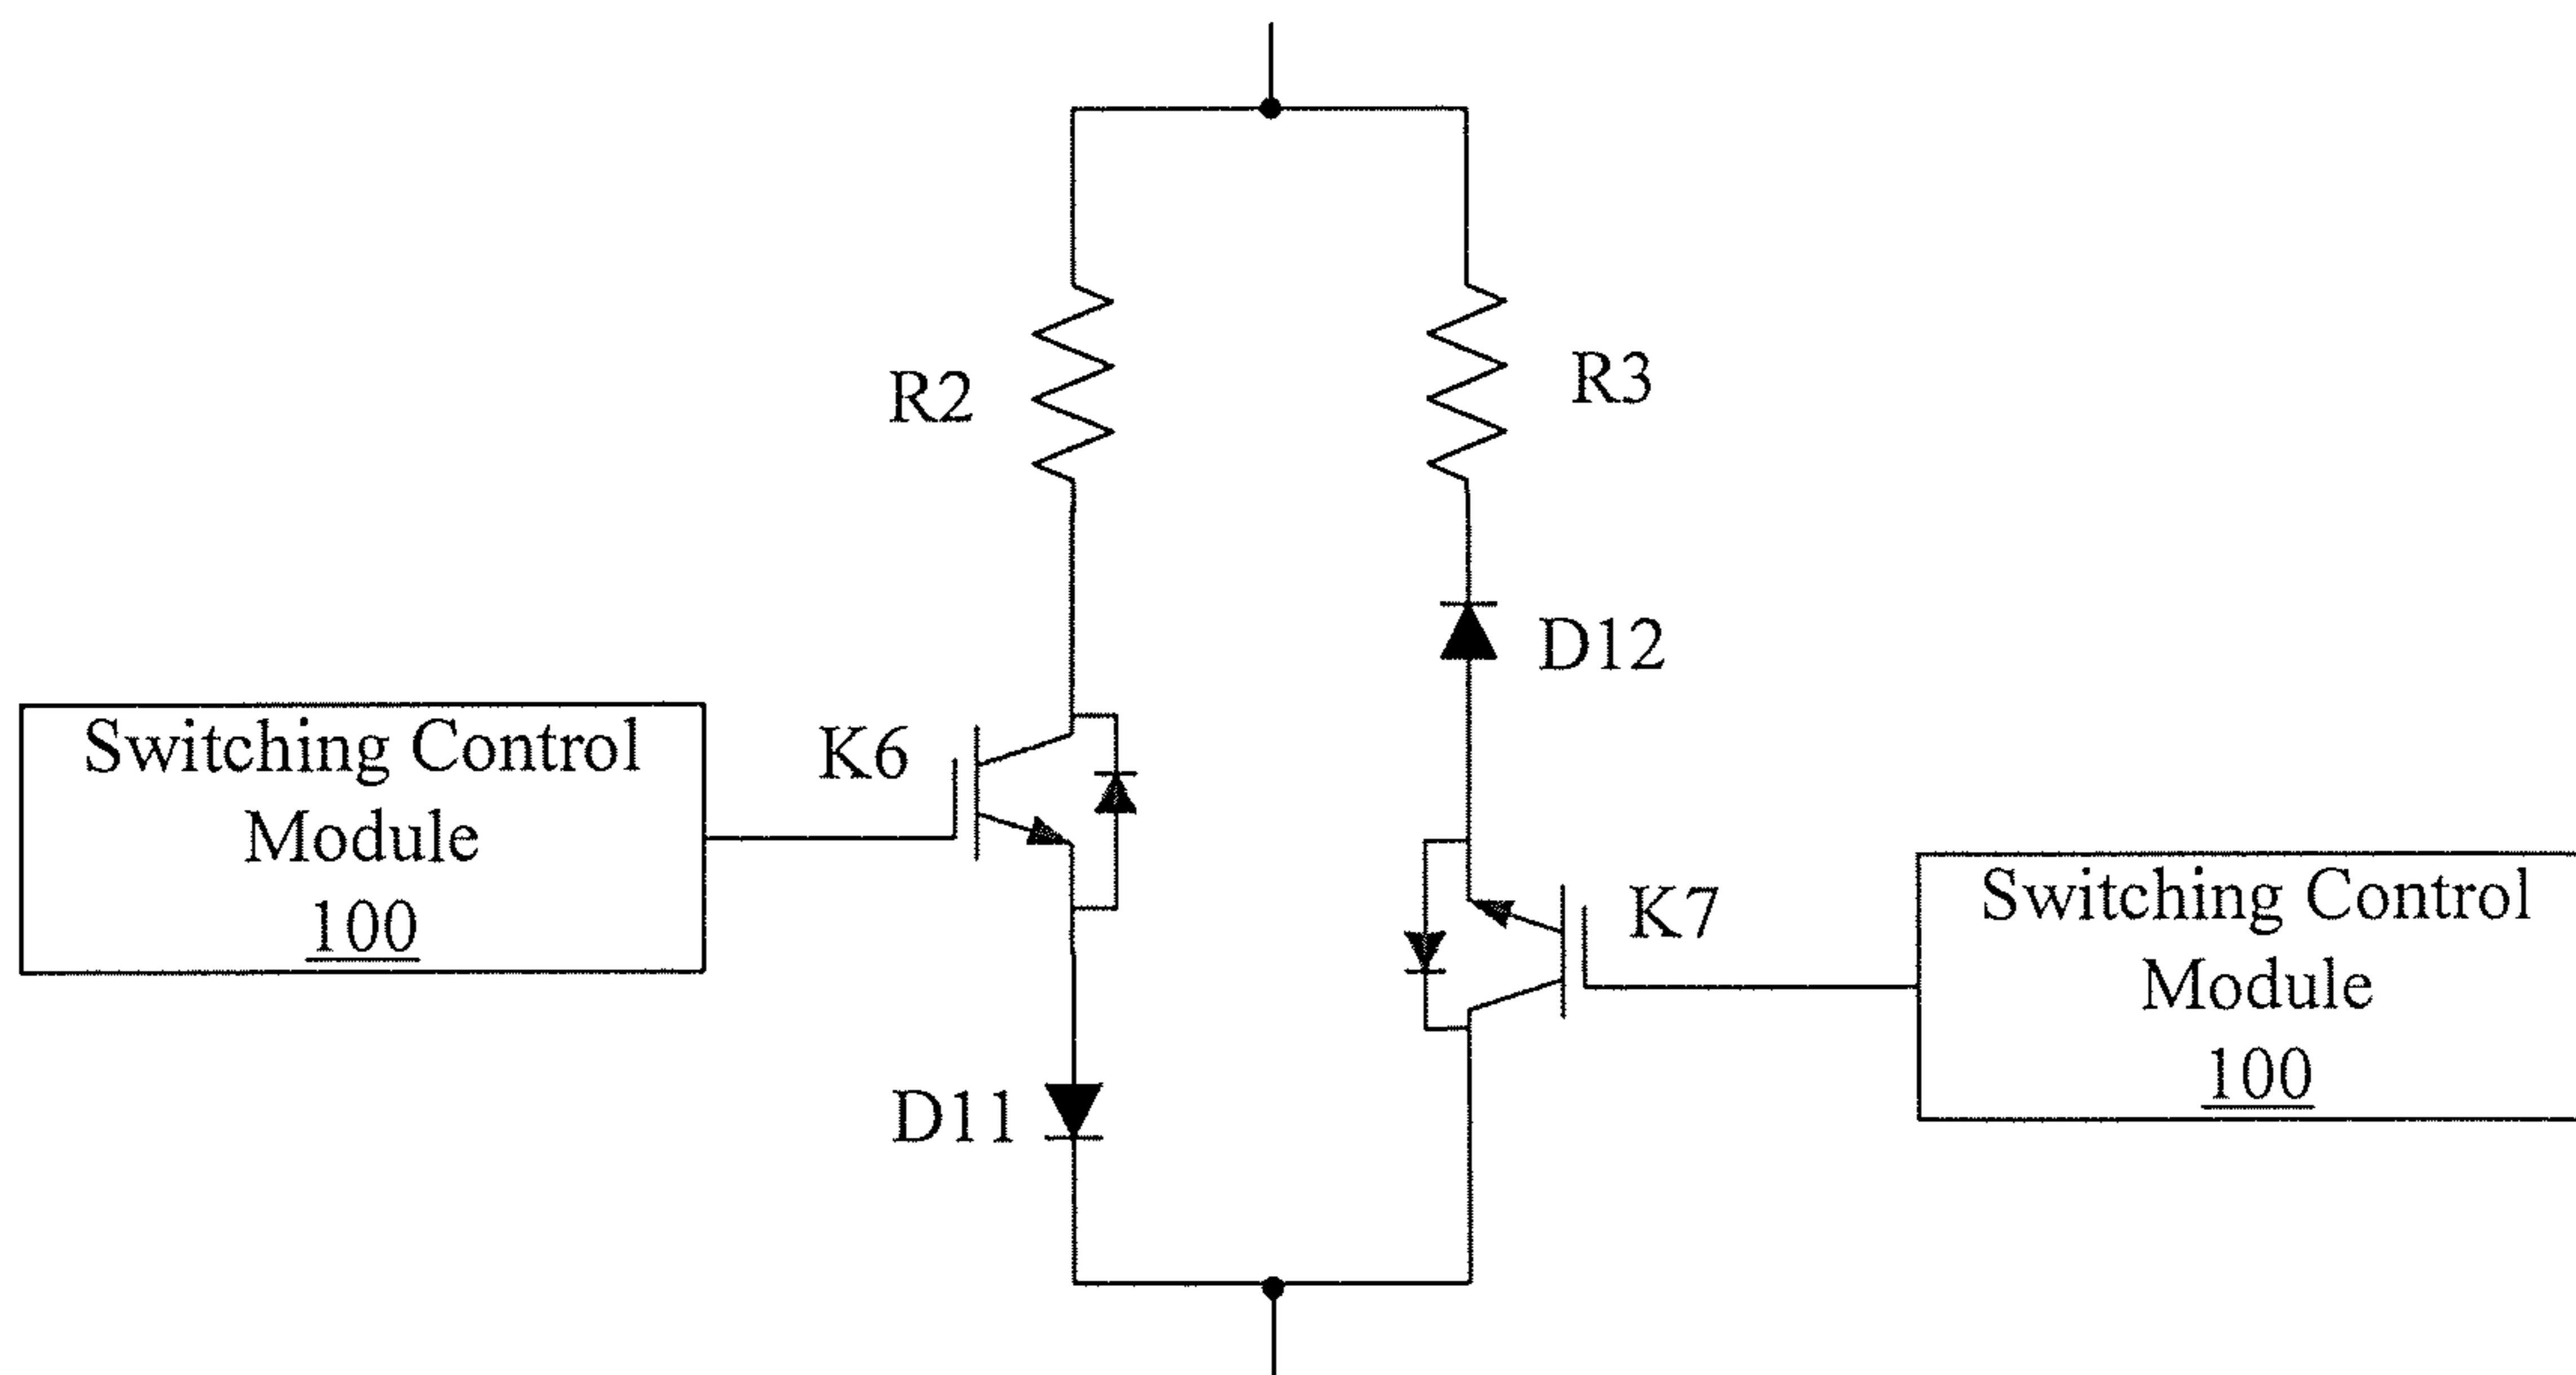 R2
R3
D12
Switching Control
Module
100
K6
K7
Switching Control
Module
100
D11